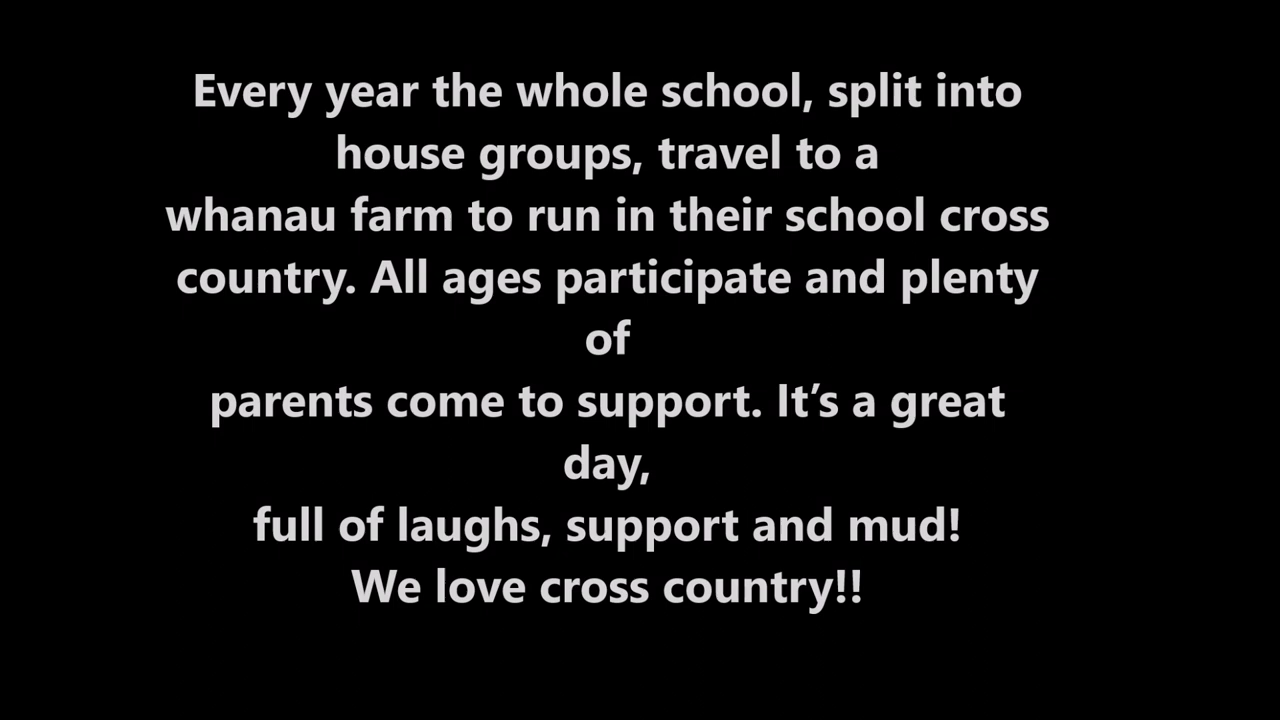 Every year the whole school, split into
house groups, travel to a
whanau farm to run in their school cross
country. All ages participate and plenty
of
parents come to support. It’s a great
day,
full of laughs, support and mud!
We love cross country!!